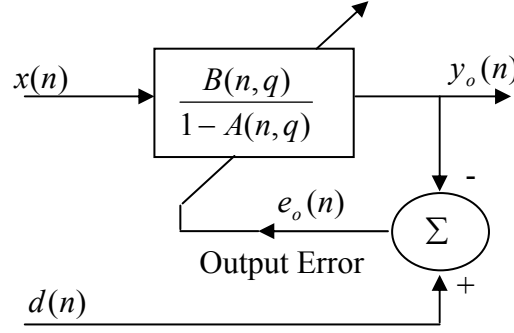 x(n)
B(n,q)
1− A(n,q)
y_o(n)
-
e_o(n)
Σ
Output Error
+
d(n)